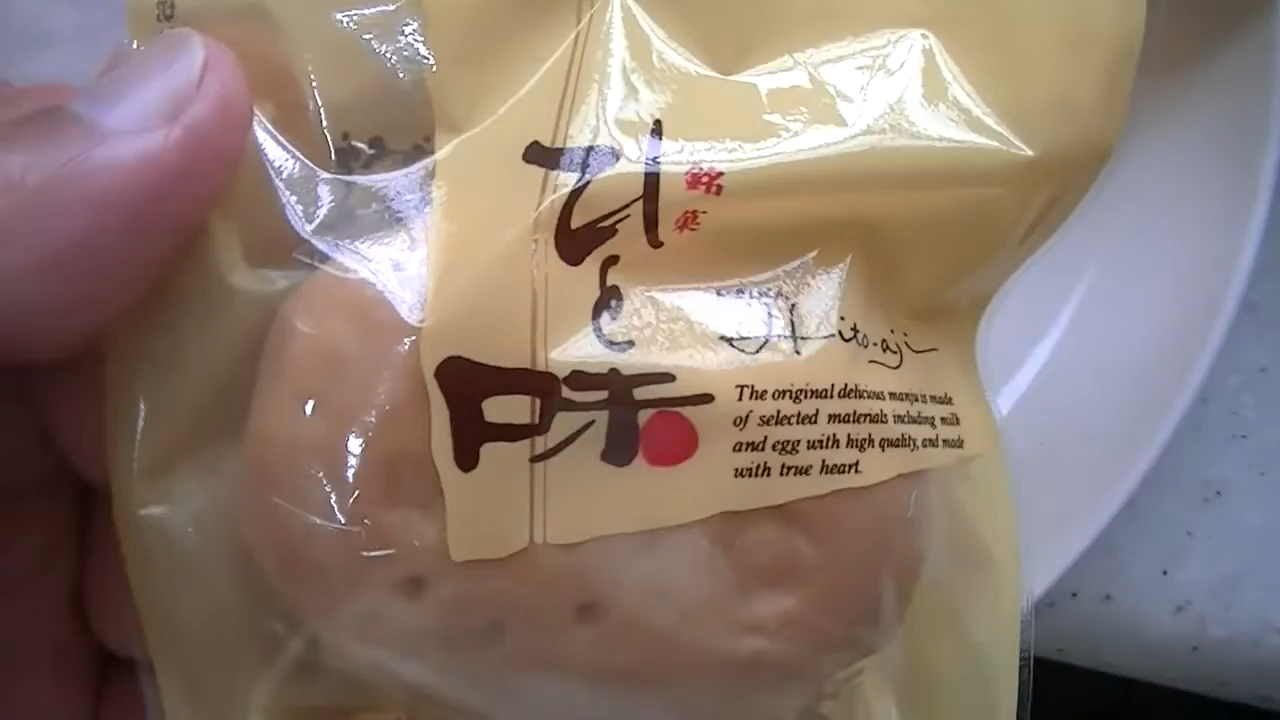 ひと味
銘菓
Hito-aji
The original delicious manju is made
of selected materials including milk
and egg with high quality, and made
with true heart.